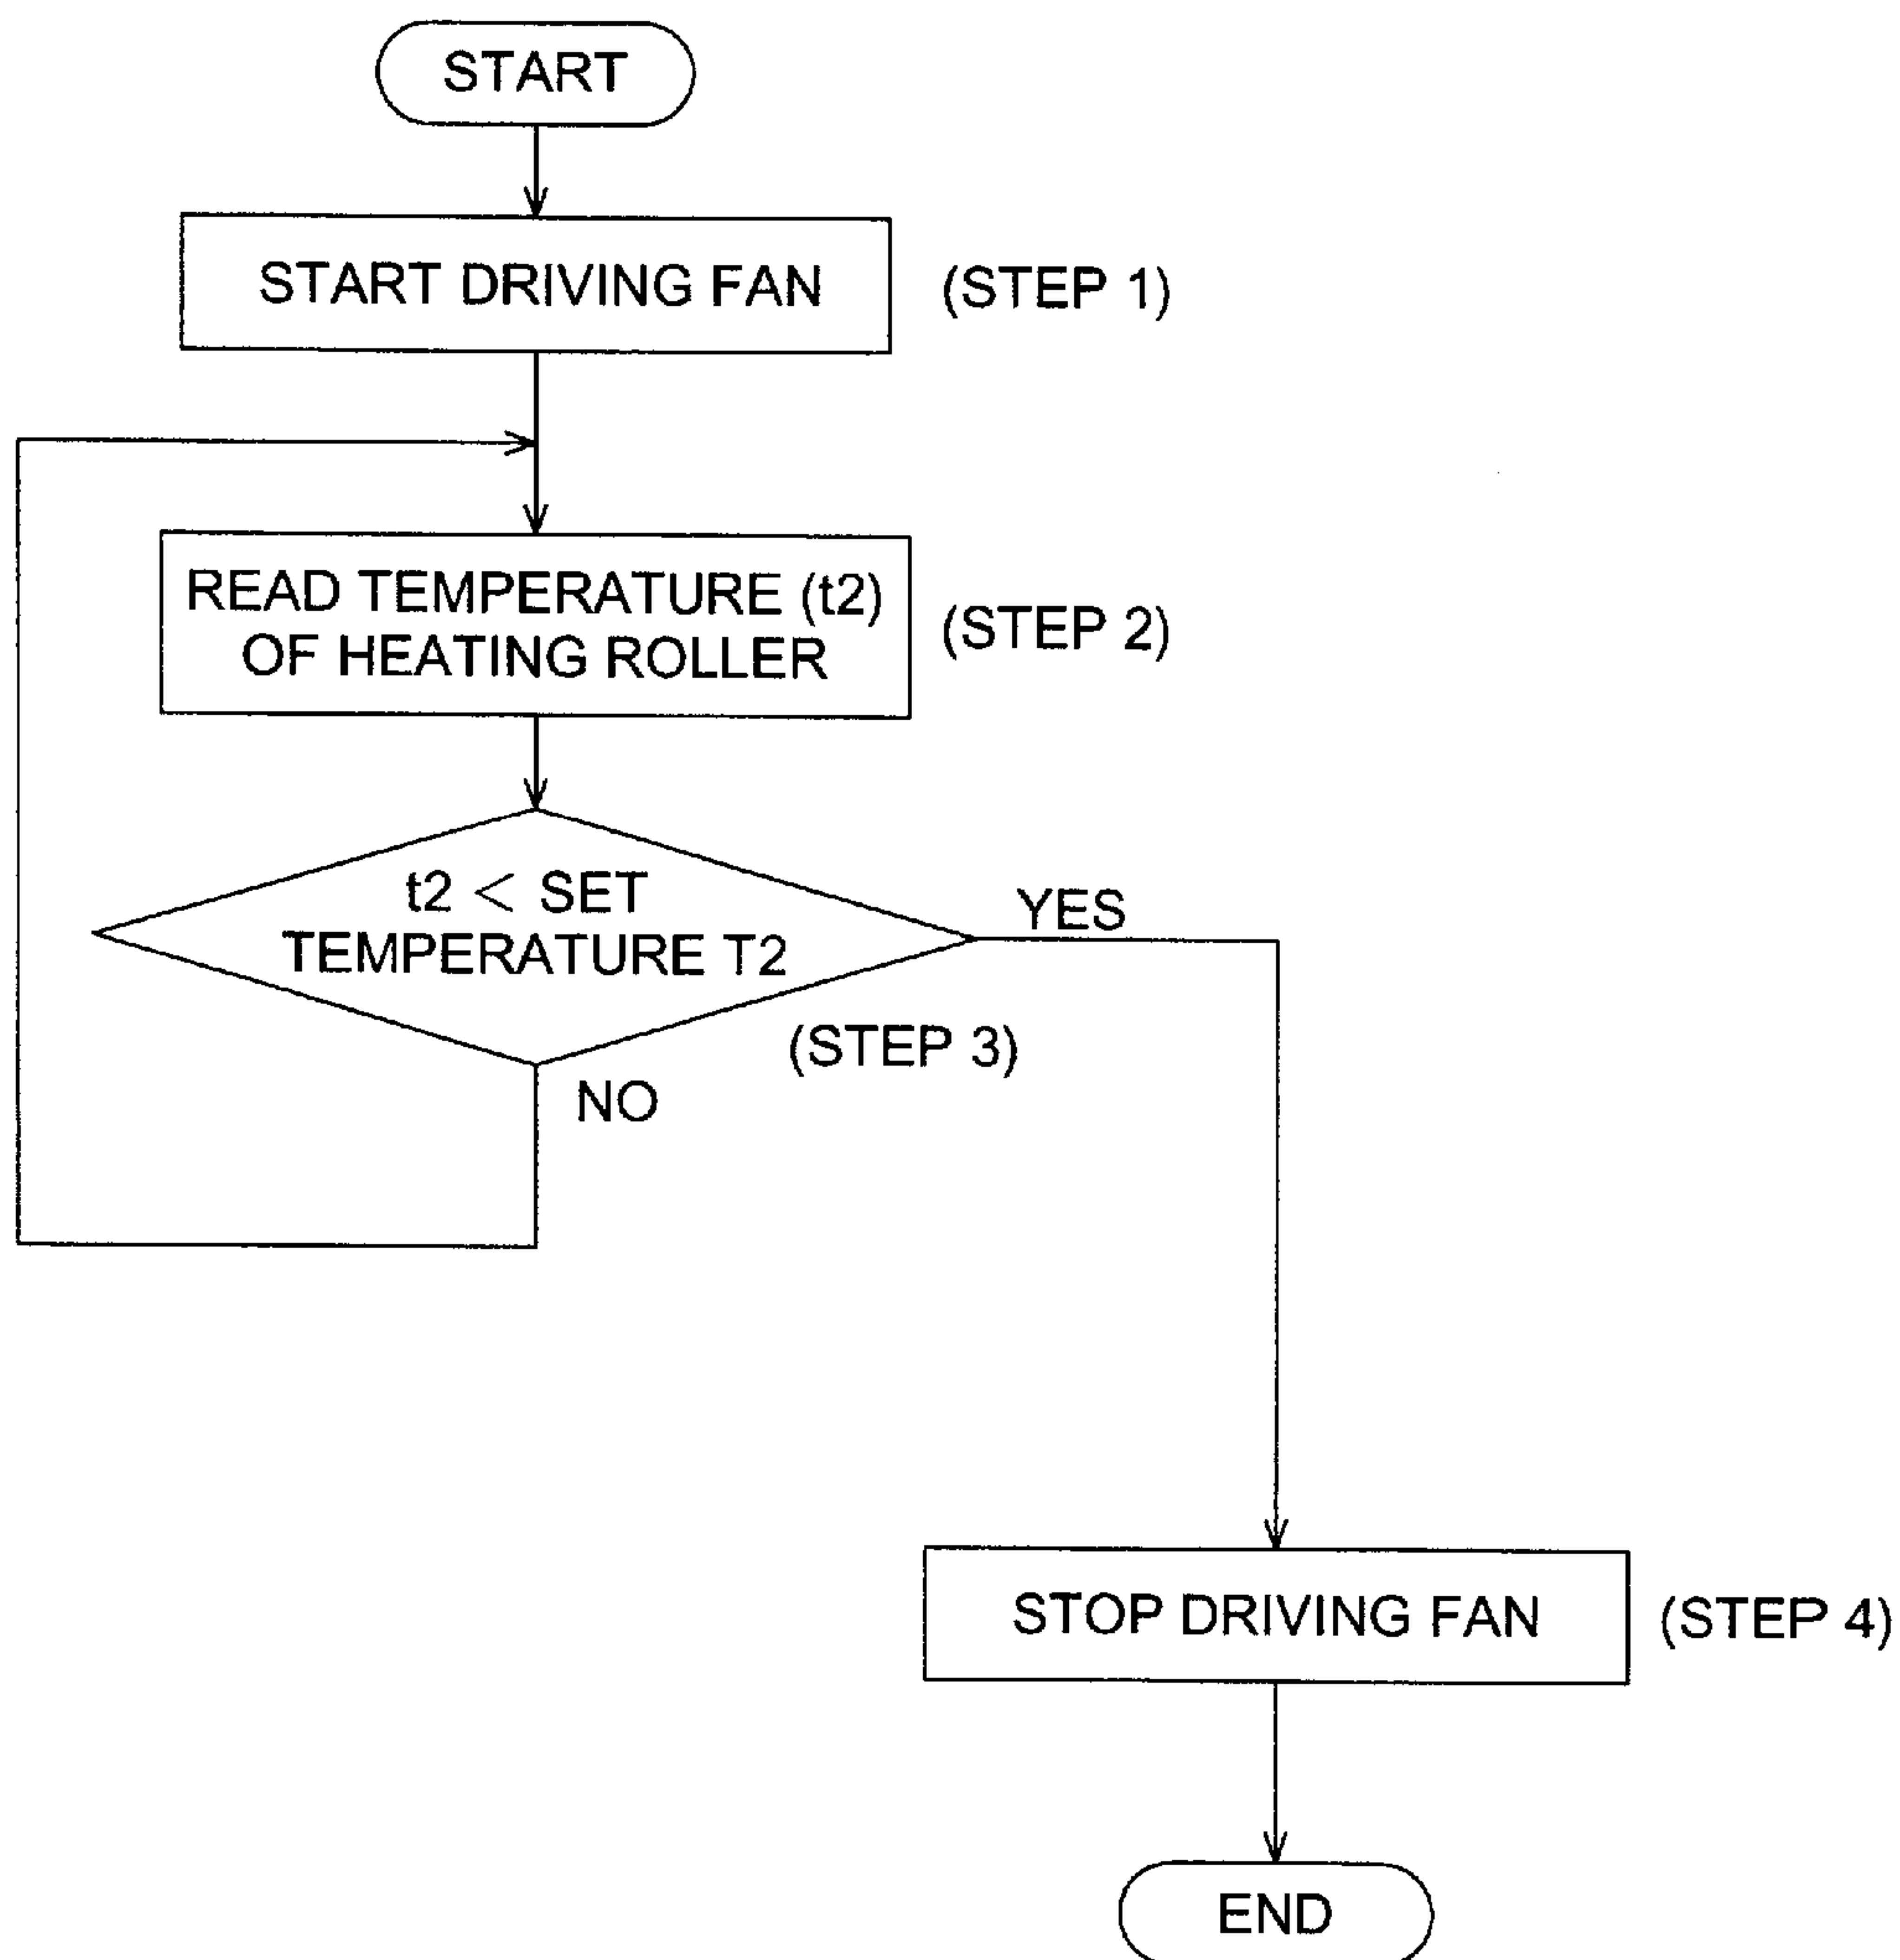 START
START DRIVING FAN
(STEP 1)
READ TEMPERATURE (t2)
OF HEATING ROLLER
(STEP 2)
t2 < SET
TEMPERATURE T2
YES
(STEP 3)
NO
STOP DRIVING FAN
(STEP 4)
END